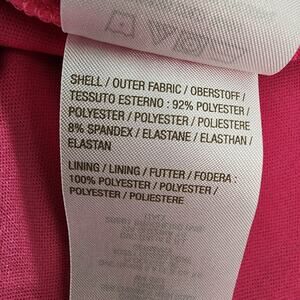 SHELL / OUTER FABRIC / OBERSTOFF /
TESSUTO ESTERNO : 92% POLYESTER /
POLYESTER / POLYESTER / POLIESTERE
8% SPANDEX / ELASTANE / ELASTHAN /
ELASTAN
LINING / LINING / FUTTER / FODERA :
100% POLYESTER / POLYESTER /
POLYESTER / POLIESTERE